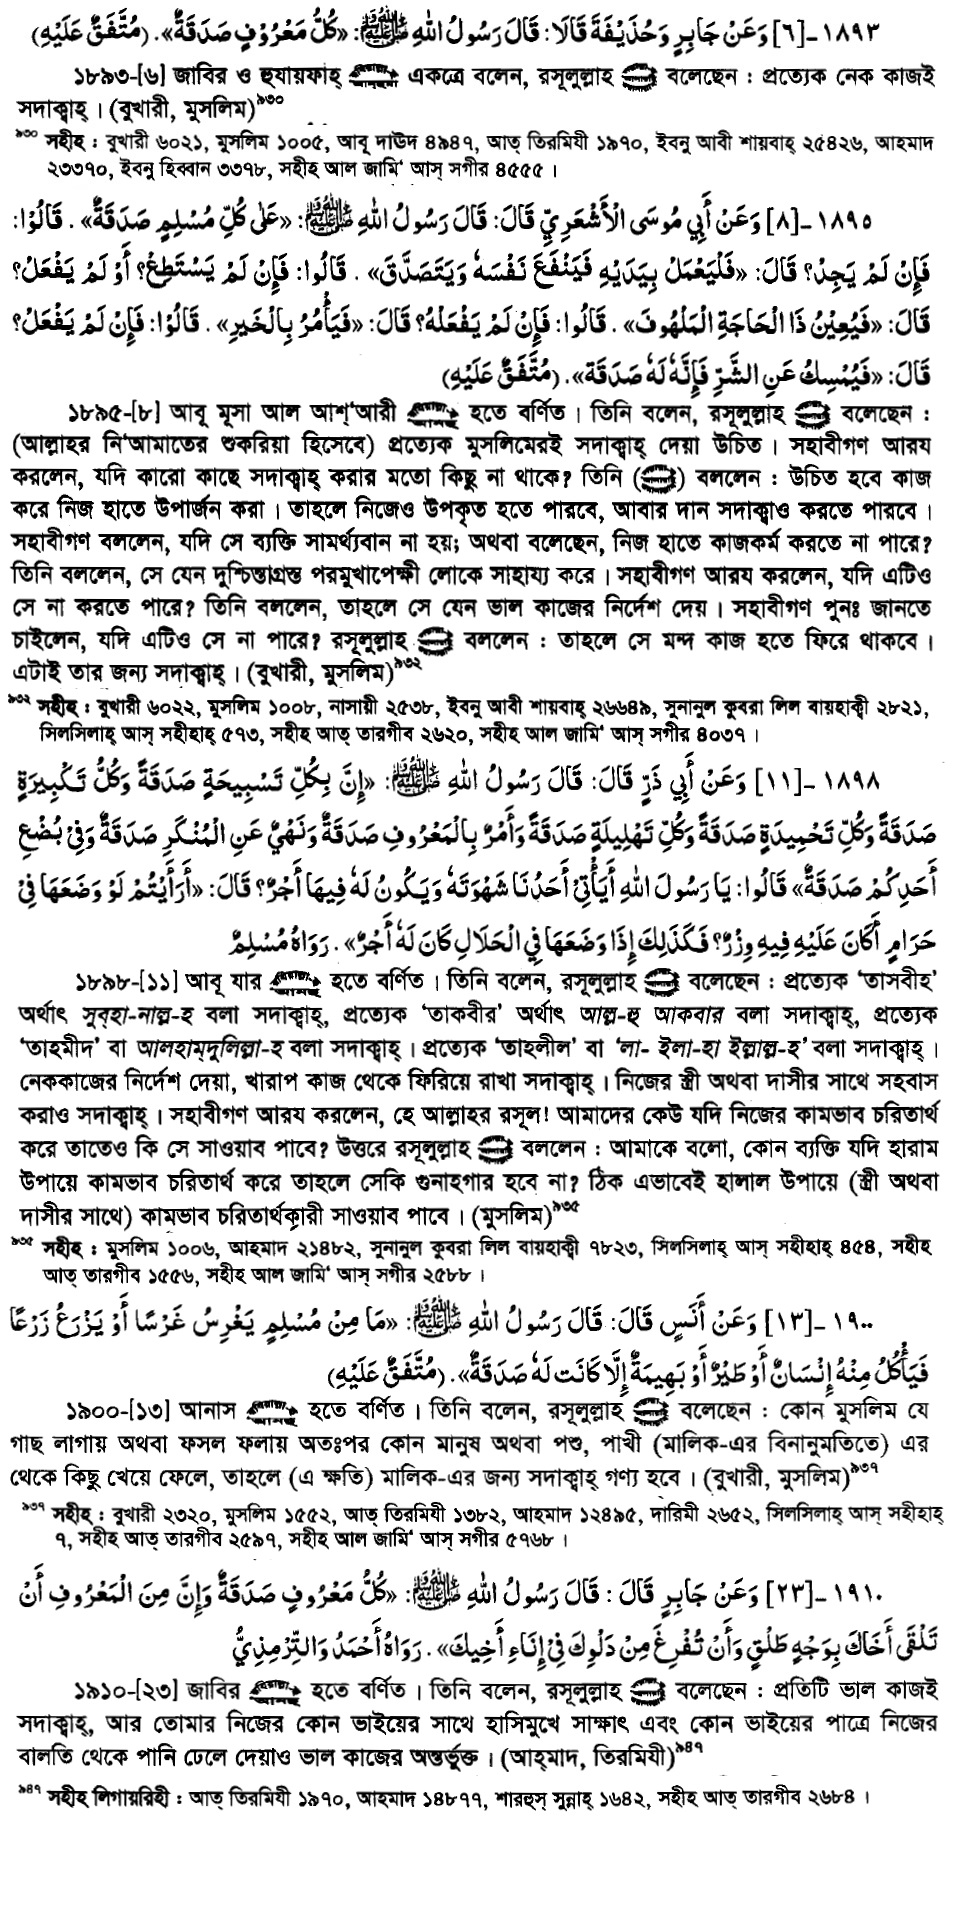 ١٨٩٣ -[٦] وَعَنْ جَابِرٍ وَحُذَيْفَةَ قَالَا: قَالَ رَسُولُ اللهِ ﷺ: «كُلُّ مَعْرُوْفٍ صَدَقَةٌ». (مُتَّفَقٌ عَلَيْهِ)
১৮৯৩-[৬] জাবির ও হুযায়ফাহ্ একত্রে বলেন, রসূলুল্লাহ বলেছেন : প্রত্যেক নেক কাজই
সদাক্বাহ্ । (বুখারী, মুসলিম)৯৩০
৯৩০ সহীহ : বুখারী ৬০২১, মুসলিম ১০০৫, আবূ দাঊদ ৪৯৪৭, আত্ তিরমিযী ১৯৭০, ইবনু আবী শায়বাহ্ ২৫৪২৬, আহমাদ
২৩৩৭০, ইবনু হিব্বান ৩৩৭৮, সহীহ আল জামি‘ আস্ সগীর ৪৫৫৫ ।
١٨٩٥ -[٨] وَعَنْ أَبِي مُوسَى الْأَشْعَرِيِّ قَالَ: قَالَ رَسُولُ اللهِ ﷺ: «عَلٰى كُلِّ مُسْلِمٍ صَدَقَةٌ» . قَالُوْا:
فَإِنْ لَمْ يَجِدْ؟ قَالَ: «فَلْيَعْمَلْ بِيَدَيْهِ فَيَنْفَعَ نَفْسَهٗ وَيَتَصَدَّقَ» . قَالُوا: فَإِنْ لَمْ يَسْتَطِعْ؟ أَوْ لَمْ يَفْعَلْ؟
قَالَ: «فَيُعِيْنُ ذَا الْحَاجَةِ الْمَلْهُوفَ» . قَالُوا: فَإِنْ لَمْ يَفْعَلْهُ؟ قَالَ: «فَيَأْمُرُ بِالْخَيْرِ» . قَالُوْا: فَإِنْ لَمْ يَفْعَلْ؟
قَالَ: «فَيُمْسِكُ عَنِ الشَّرِّ فَإِنَّهٗ لَهٗ صَدَقَة». (مُتَّفَقٌ عَلَيْهِ)
১৮৯৫-[৮] আবূ মূসা আল আশ্‘আরী হতে বর্ণিত । তিনি বলেন, রসূলুল্লাহ বলেছেন :
(আল্লাহর নি‘আমাতের শুকরিয়া হিসেবে) প্রত্যেক মুসলিমেরই সদাক্বাহ্ দেয়া উচিত । সহাবীগণ আরয
করলেন, যদি কারো কাছে সদাক্বাহ্ করার মতো কিছু না থাকে? তিনি () বললেন : উচিত হবে কাজ
করে নিজ হাতে উপার্জন করা । তাহলে নিজেও উপকৃত হতে পারবে, আবার দান সদাক্বাও করতে পারবে ।
সহাবীগণ বললেন, যদি সে ব্যক্তি সামর্থ্যবান না হয়; অথবা বলেছেন, নিজ হাতে কাজকর্ম করতে না পারে?
তিনি বললেন, সে যেন দুশ্চিন্তাগ্রস্ত পরমুখাপেক্ষী লোকে সাহায্য করে । সহাবীগণ আরয করলেন, যদি এটিও
সে না করতে পারে? তিনি বললেন, তাহলে সে যেন ভাল কাজের নির্দেশ দেয় । সহাবীগণ পুনঃ জানতে
চাইলেন, যদি এটিও সে না পারে? রসূলুল্লাহ বললেন : তাহলে সে মন্দ কাজ হতে ফিরে থাকবে ।
এটাই তার জন্য সদাক্বাহ্ । (বুখারী, মুসলিম)৯৩২
৯৩২ সহীহ : বুখারী ৬০২২, মুসলিম ১০০৮, নাসায়ী ২৫৩৮, ইবনু আবী শায়বাহ্ ২৬৬৪৯, সুনানুল কুবরা লিল বায়হাক্বী ২৮২১,
সিলসিলাহ্ আস্ সহীহাহ্ ৫৭৩, সহীহ আত্ তারগীব ২৬২০, সহীহ আল জামি‘ আস্ সগীর ৪০৩৭ ।
١٨٩٨ -[١١] وَعَنْ أَبِي ذَرٍّ قَالَ: قَالَ رَسُولُ اللهِ ﷺ: «إِنَّ بِكُلِّ تَسْبِيحَةٍ صَدَقَةً وَكُلُّ تَكْبِيرَةٍ
صَدَقَةٌ وَكُلِّ تَحْمِيدَةٍ صَدَقَةٌ وَكُلِّ تَهْلِيلَةٍ صَدَقَةٌ وَأَمْرٌ بِالْمَعْرُوفِ صَدَقَةٌ وَنَهْيٌ عَنِ الْمُنْكَرِ صَدَقَةٌ وَفِي بُضْعِ
أَحَدِكُمْ صَدَقَةٌ» قَالُوا: يَا رَسُولَ اللهِ أَيَأْتِيْ أَحَدُنَا شَهْوَتَهٗ وَيَكُونُ لَهٗ فِيهَا أَجْرٌ؟ قَالَ: «أَرَأَيْتُمْ لَوْ وَضَعَهَا فِيْ
حَرَامٍ أَكَانَ عَلَيْهِ فِيهِ وِزْرٌ؟ فَكَذٰلِكَ إِذَا وَضَعَهَا فِي الْحَلَالِ كَانَ لَهٗ أَجْرٌ» . رَوَاهُ مُسْلِمٌ
১৮৯৮-[১১] আবূ যার হতে বর্ণিত । তিনি বলেন, রসূলুল্লাহ বলেছেন : প্রত্যেক ‘তাসবীহ’
অর্থাৎ সুব্হা-নাল্ল-হ বলা সদাক্বাহ্, প্রত্যেক ‘তাকবীর’ অর্থাৎ আল্ল-হু আকবার বলা সদাক্বাহ্, প্রত্যেক
‘তাহমীদ’ বা আলহাম্দুলিল্লা-হ বলা সদাক্বাহ্ । প্রত্যেক ‘তাহলীল’ বা ‘লা- ইলা-হা ইল্লাল্ল-হ’ বলা সদাক্বাহ্ ।
নেককাজের নির্দেশ দেয়া, খারাপ কাজ থেকে ফিরিয়ে রাখা সদাক্বাহ্ । নিজের স্ত্রী অথবা দাসীর সাথে সহবাস
করাও সদাক্বাহ্ । সহাবীগণ আরয করলেন, হে আল্লাহর রসূল! আমাদের কেউ যদি নিজের কামভাব চরিতার্থ
করে তাতেও কি সে সাওয়াব পাবে? উত্তরে রসূলুল্লাহ বললেন : আমাকে বলো, কোন ব্যক্তি যদি হারাম
উপায়ে কামভাব চরিতার্থ করে তাহলে সেকি গুনাহগার হবে না? ঠিক এভাবেই হালাল উপায়ে (স্ত্রী অথবা
দাসীর সাথে) কামভাব চরিতার্থকারী সাওয়াব পাবে । (মুসলিম)৯৩৫
৯৩৫ সহীহ : মুসলিম ১০০৬, আহমাদ ২১৪৮২, সুনানুল কুবরা লিল বায়হাক্বী ৭৮২৩, সিলসিলাহ্ আস্ সহীহাহ্ ৪৫৪, সহীহ
আত্ তারগীব ১৫৫৬, সহীহ আল জামি‘ আস্ সগীর ২৫৮৮ ।
١٩٠٠ -[١٣] وَعَنْ أَنَسٍ قَالَ: قَالَ رَسُولُ اللهِ ﷺ: «مَا مِنْ مُسْلِمٍ يَغْرِسُ غَرْسًا أَوْ يَزْرَعُ زَرْعًا
فَيَأْكُلُ مِنْهُ إِنْسَانٌ أَوْ طَيْرٌ أَوْ بَهِيمَةٌ إِلَّا كَانَت لَهٗ صَدَقَةٌ». (مُتَّفَقٌ عَلَيْهِ)
১৯০০-[১৩] আনাস হতে বর্ণিত । তিনি বলেন, রসূলুল্লাহ বলেছেন : কোন মুসলিম যে
গাছ লাগায় অথবা ফসল ফলায় অতঃপর কোন মানুষ অথবা পশু, পাখী (মালিক-এর বিনানুমতিতে) এর
থেকে কিছু খেয়ে ফেলে, তাহলে (এ ক্ষতি) মালিক-এর জন্য সদাক্বাহ্ গণ্য হবে । (বুখারী, মুসলিম)৯৩৭
৯৩৭ সহীহ : বুখারী ২৩২০, মুসলিম ১৫৫২, আত্ তিরমিযী ১৩৮২, আহমাদ ১২৪৯৫, দারিমী ২৬৫২, সিলসিলাহ্ আস্ সহীহাহ্
৭, সহীহ আত্ তারগীব ২৫৯৭, সহীহ আল জামি‘ আস্ সগীর ৫৭৬৮ ।
١٩١٠ -[٢٣] وَعَنْ جَابِرٍ قَالَ : قَالَ رَسُولُ اللهِ ﷺ: «كُلُّ مَعْرُوفٍ صَدَقَةٌ وَإِنَّ مِنَ الْمَعْرُوفِ أَنْ
تَلْقَى أَخَاكَ بِوَجْهٍ طَلْقٍ وَأَنْ تُفْرِغَ مِنْ دَلْوِكَ فِي إِنَاءِ أَخِيكَ» . رَوَاهُ أَحْمَدُ وَالتِّرْمِذِيُّ
১৯১০-[২৩] জাবির হতে বর্ণিত । তিনি বলেন, রসূলুল্লাহ বলেছেন : প্রতিটি ভাল কাজই
সদাক্বাহ্, আর তোমার নিজের কোন ভাইয়ের সাথে হাসিমুখে সাক্ষাৎ এবং কোন ভাইয়ের পাত্রে নিজের
বালতি থেকে পানি ঢেলে দেয়াও ভাল কাজের অন্তর্ভুক্ত । (আহ্মাদ, তিরমিযী)৯৪৭
৯৪৭ সহীহ লিগায়রিহী : আত্ তিরমিযী ১৯৭০, আহমাদ ১৪৮৭৭, শারহুস্ সুন্নাহ্ ১৬৪২, সহীহ আত্ তারগীব ২৬৮৪ ।